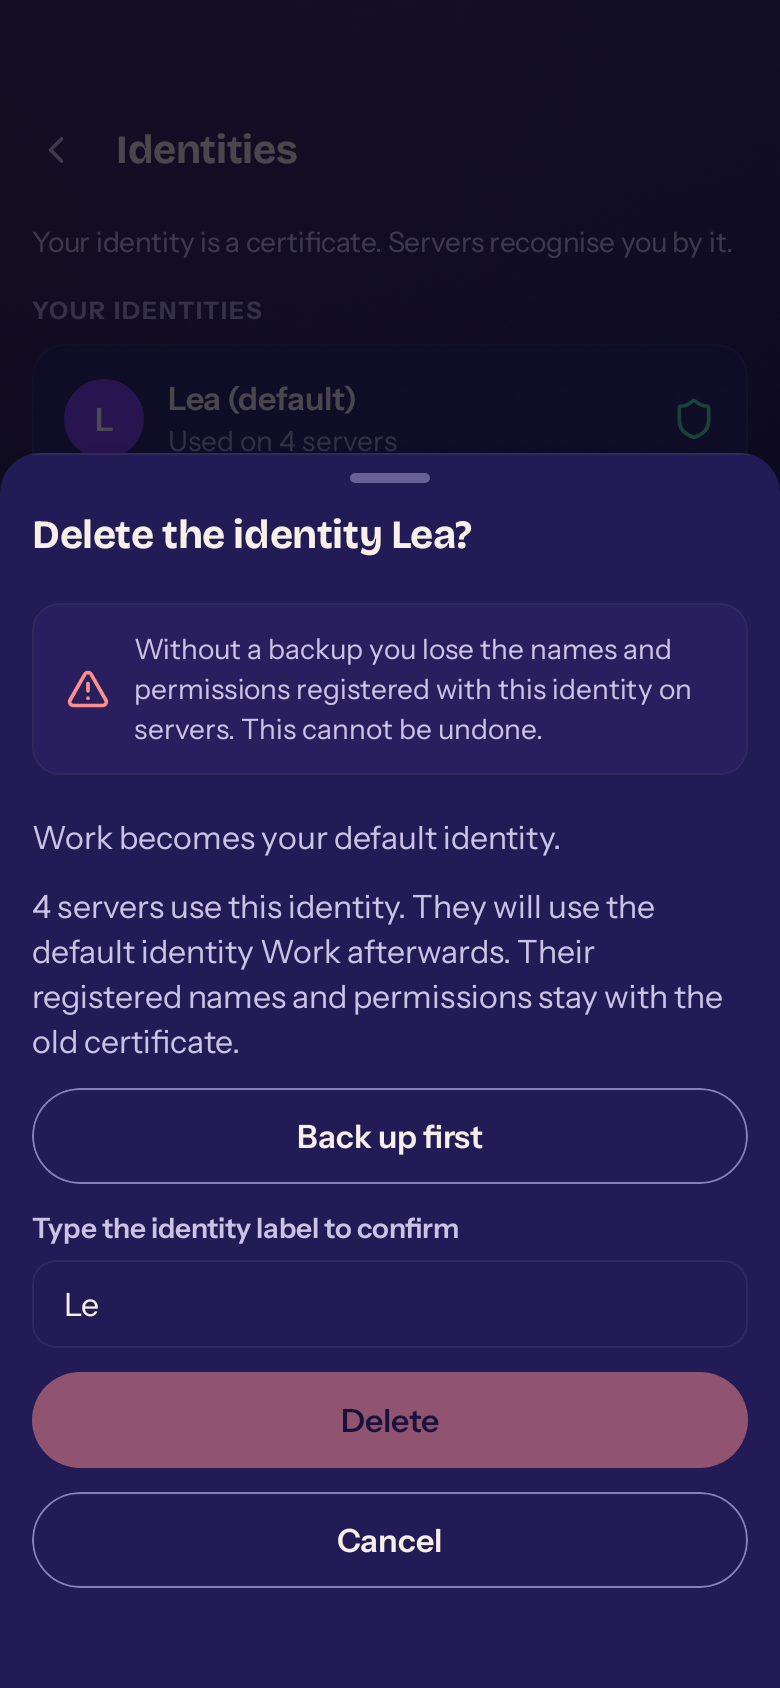 Identities
Your identity is a certificate. Servers recognise you by it.
YOUR IDENTITIES
L
Lea (default)
Used on 4 servers
Delete the identity Lea?
Without a backup you lose the names and
permissions registered with this identity on
servers. This cannot be undone.
Work becomes your default identity.
4 servers use this identity. They will use the
default identity Work afterwards. Their
registered names and permissions stay with the
old certificate.
Back up first
Type the identity label to confirm
Le
Delete
Cancel